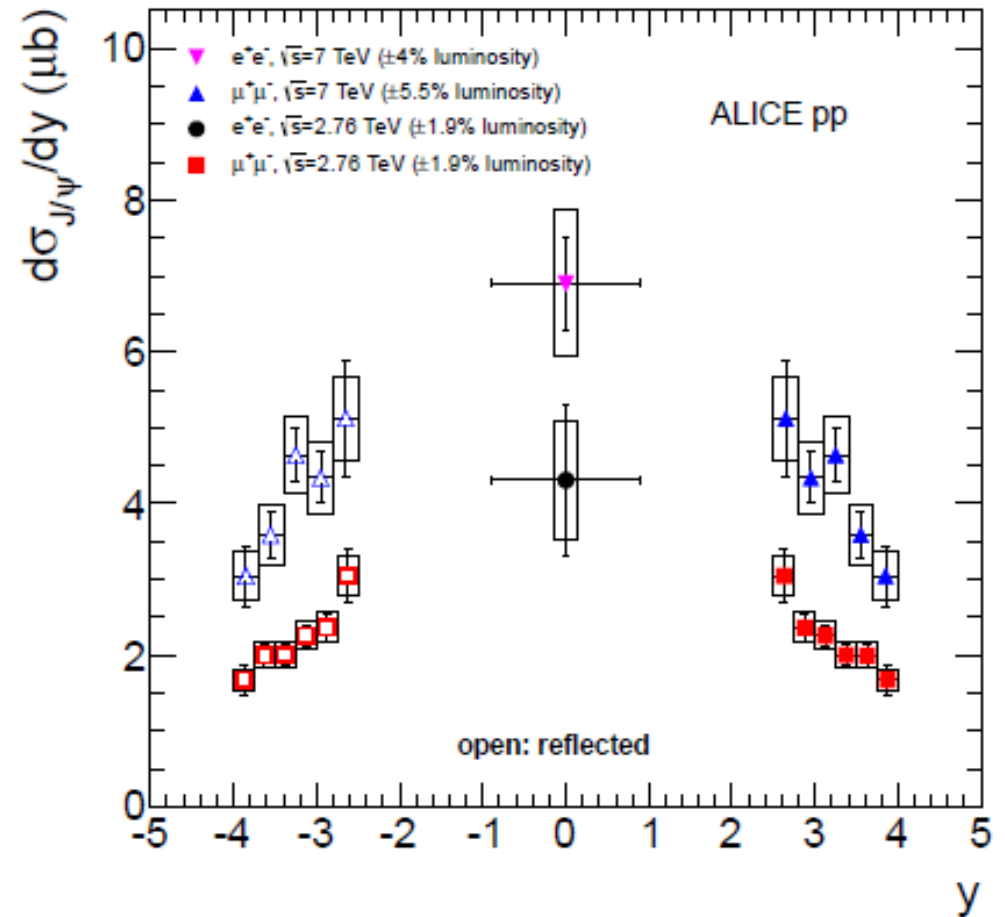 dσJ/ψ/dy (μb)
10
8
6
4
2
0
e⁺e⁻, √s=7 TeV (±4% luminosity)
μ⁺μ⁻, √s=7 TeV (±5.5% luminosity)
e⁺e⁻, √s=2.76 TeV (±1.9% luminosity)
μ⁺μ⁻, √s=2.76 TeV (±1.9% luminosity)
ALICE pp
open: reflected
-5 -4 -3 -2 -1 0 1 2 3 4 5
y